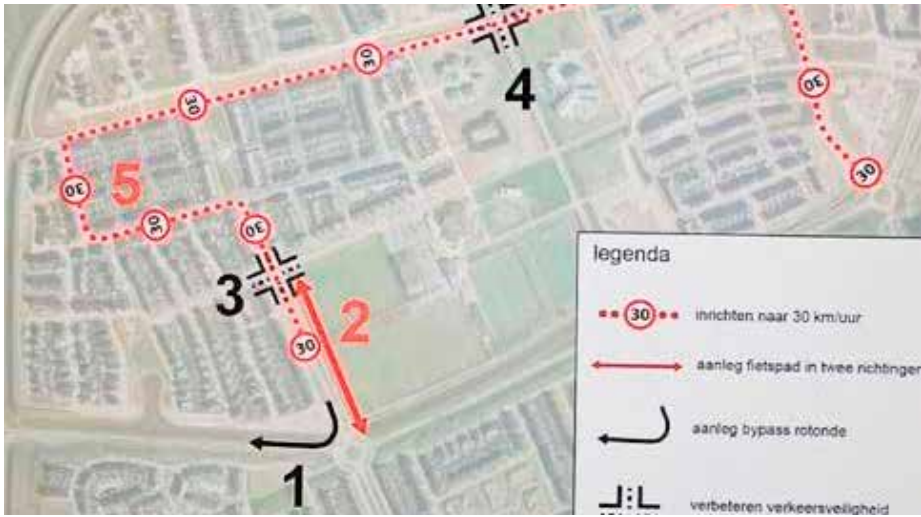 30
30
4
30
30
5
30
30
30
3
2
30
1
legenda
30 inrichten naar 30 km/uur
aanleg fietspad in twee richtingen
aanleg bypass rotonde
verbeteren verkeersveiligheid